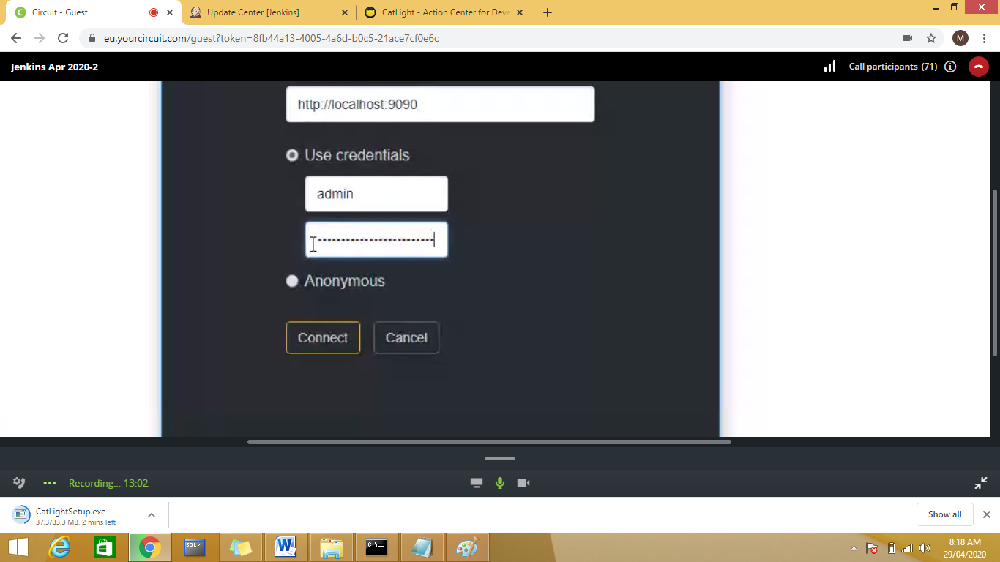 Circuit - Guest
Update Center [Jenkins]
CatLight - Action Center for Deve
eu.yourcircuit.com/guest?token=8fb44a13-4005-4a6d-b0c5-21ace7cf0e6c
M
Jenkins Apr 2020-2
Call participants (71)
http://localhost:9090
Use credentials
admin
Anonymous
Connect
Cancel
Recording... 13:02
CatLightSetup.exe
37.3/83.3 MB, 2 mins left
Show all
SQL>
C:\
8:18 AM
29/04/2020